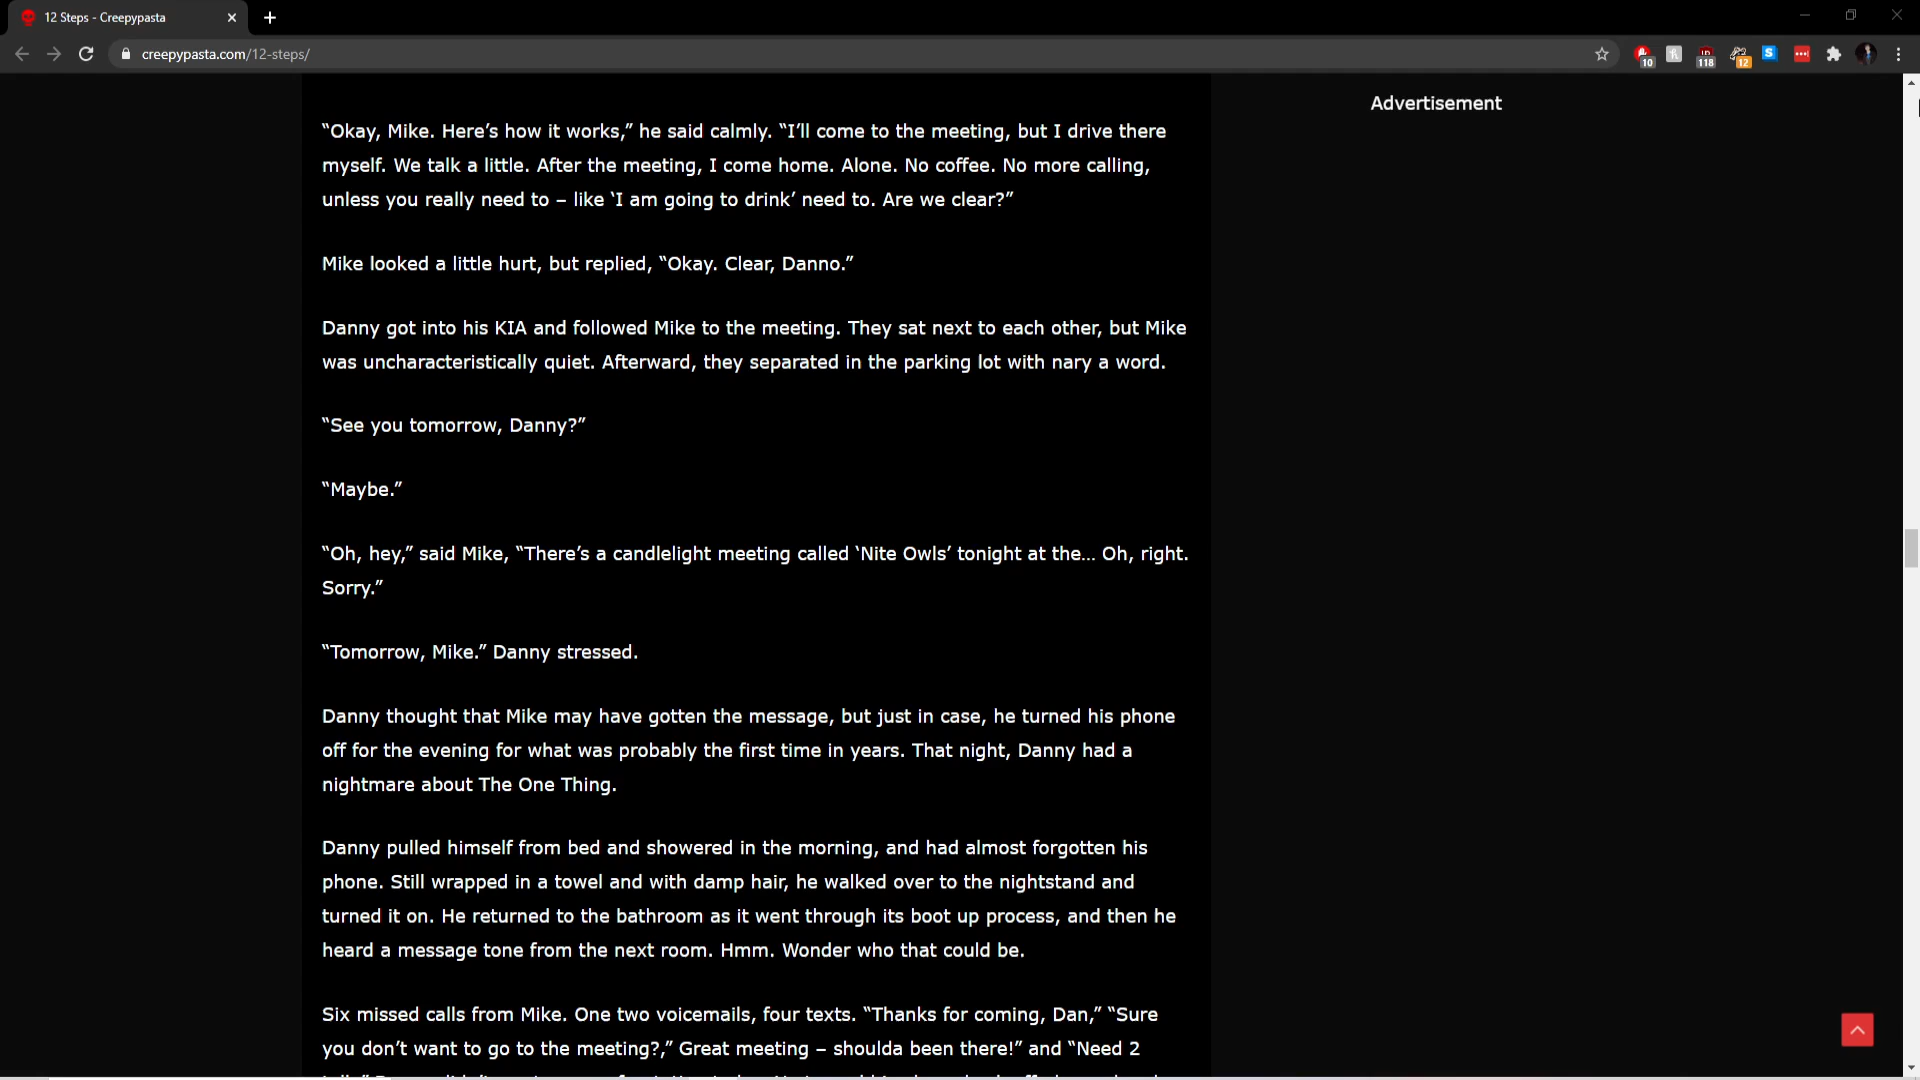 12 Steps - Creepypasta
creepypasta.com/12-steps/
10
118
12
Advertisement
“Okay, Mike. Here’s how it works,” he said calmly. “I’ll come to the meeting, but I drive there
myself. We talk a little. After the meeting, I come home. Alone. No coffee. No more calling,
unless you really need to – like ‘I am going to drink’ need to. Are we clear?”
Mike looked a little hurt, but replied, “Okay. Clear, Danno.”
Danny got into his KIA and followed Mike to the meeting. They sat next to each other, but Mike
was uncharacteristically quiet. Afterward, they separated in the parking lot with nary a word.
“See you tomorrow, Danny?”
“Maybe.”
“Oh, hey,” said Mike, “There’s a candlelight meeting called ‘Nite Owls’ tonight at the… Oh, right.
Sorry.”
“Tomorrow, Mike.” Danny stressed.
Danny thought that Mike may have gotten the message, but just in case, he turned his phone
off for the evening for what was probably the first time in years. That night, Danny had a
nightmare about The One Thing.
Danny pulled himself from bed and showered in the morning, and had almost forgotten his
phone. Still wrapped in a towel and with damp hair, he walked over to the nightstand and
turned it on. He returned to the bathroom as it went through its boot up process, and then he
heard a message tone from the next room. Hmm. Wonder who that could be.
Six missed calls from Mike. One two voicemails, four texts. “Thanks for coming, Dan,” “Sure
you don’t want to go to the meeting?,” Great meeting – shoulda been there!” and “Need 2